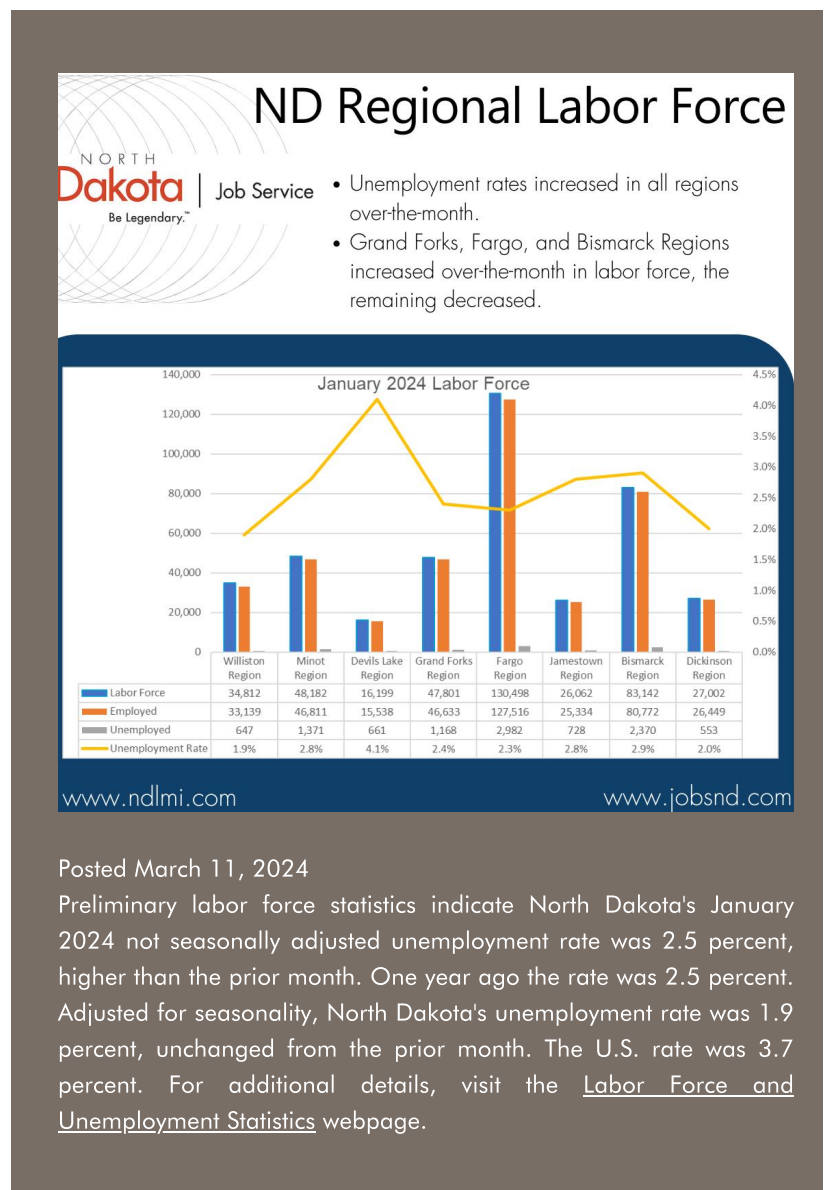 ND Regional Labor Force
NORTH
Dakota | Job Service
Be Legendary.™
• Unemployment rates increased in all regions
over-the-month.
• Grand Forks, Fargo, and Bismarck Regions
increased over-the-month in labor force, the
remaining decreased.
January 2024 Labor Force
140,000
120,000
100,000
80,000
60,000
40,000
20,000
0
4.5%
4.0%
3.5%
3.0%
2.5%
2.0%
1.5%
1.0%
0.5%
0.0%
Williston Minot Devils Lake Grand Forks Fargo Jamestown Bismarck Dickinson
Region Region Region Region Region Region Region Region
Labor Force 34,812 48,182 16,199 47,801 130,498 26,062 83,142 27,002
Employed 33,139 46,811 15,538 46,633 127,516 25,334 80,772 26,449
Unemployed 647 1,371 661 1,168 2,982 728 2,370 553
Unemployment Rate 1.9% 2.8% 4.1% 2.4% 2.3% 2.8% 2.9% 2.0%
www.ndlmi.com www.jobsnd.com
Posted March 11, 2024
Preliminary labor force statistics indicate North Dakota's January
2024 not seasonally adjusted unemployment rate was 2.5 percent,
higher than the prior month. One year ago the rate was 2.5 percent.
Adjusted for seasonality, North Dakota's unemployment rate was 1.9
percent, unchanged from the prior month. The U.S. rate was 3.7
percent. For additional details, visit the Labor Force and
Unemployment Statistics webpage.